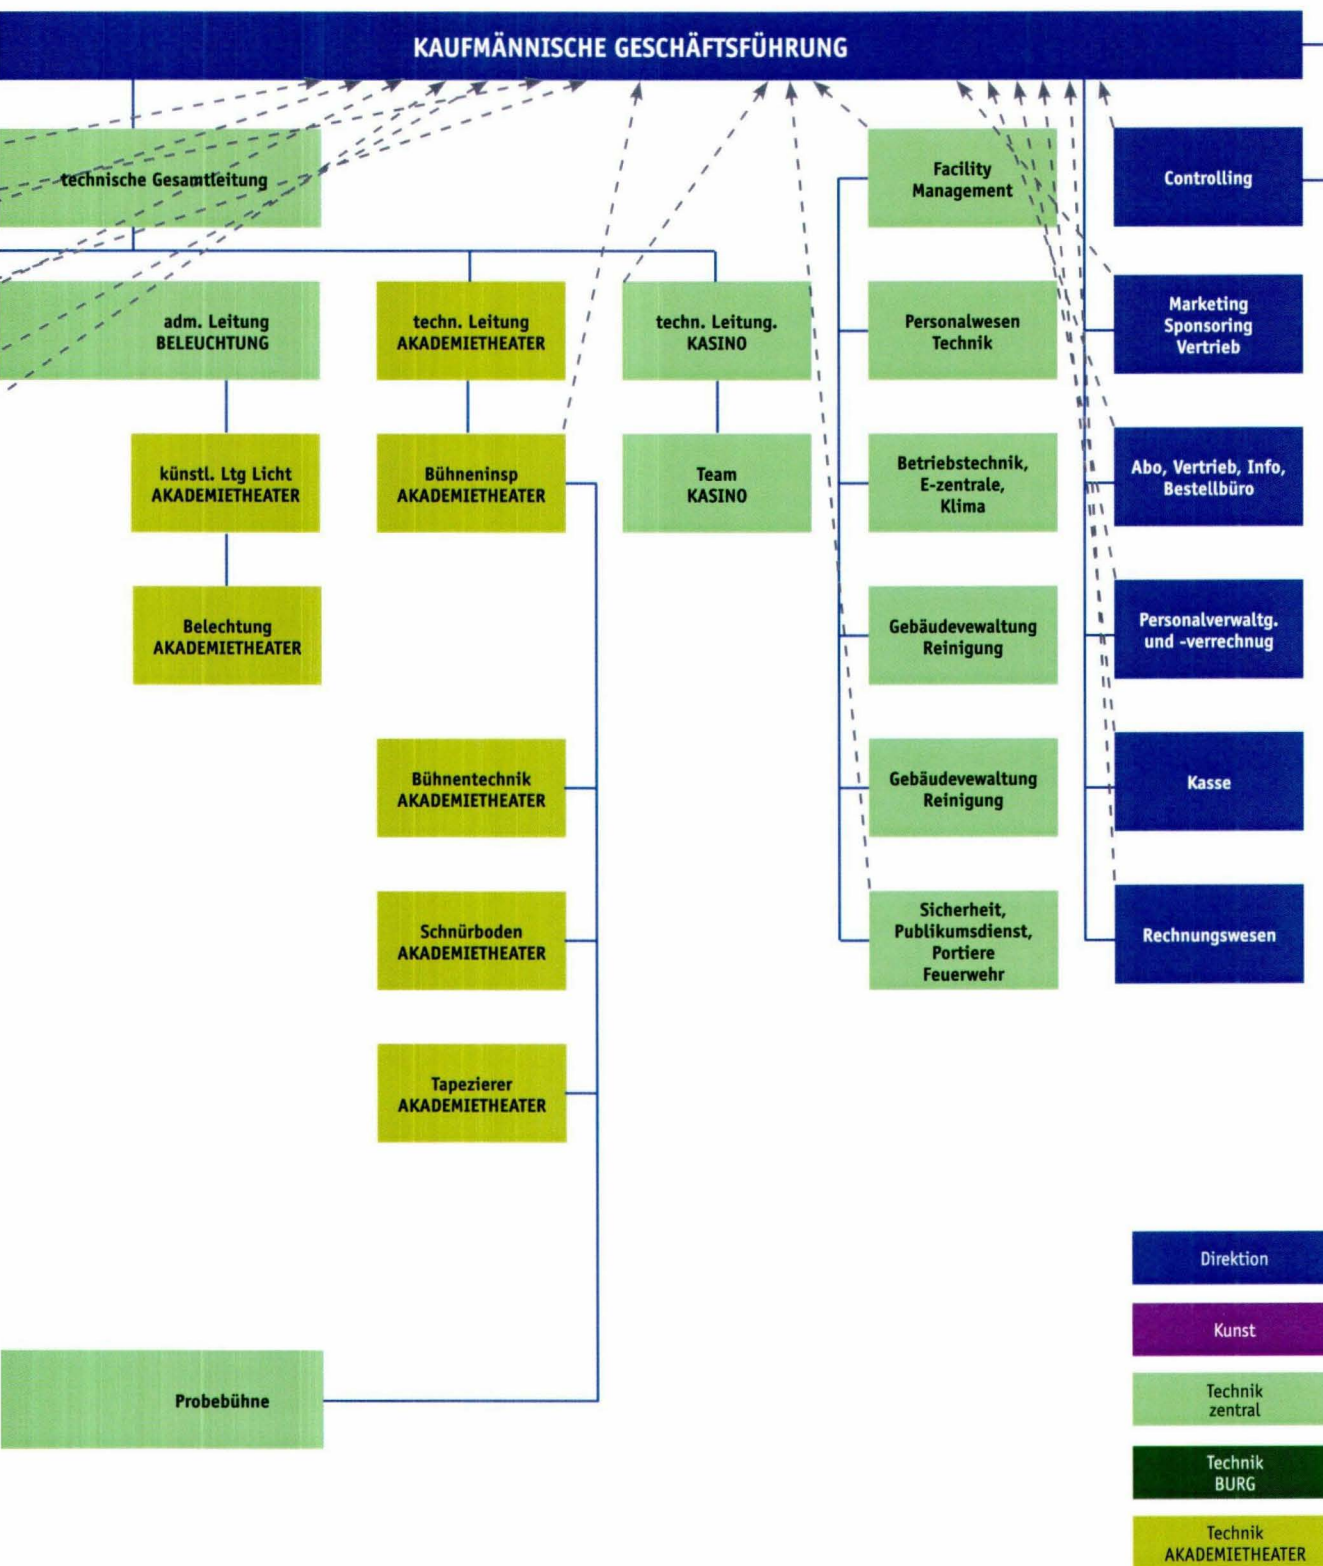 KAUFMÄNNISCHE GESCHÄFTSFÜHRUNG
technische Gesamtleitung
Facility
Management
Controlling
adm. Leitung
BELEUCHTUNG
techn. Leitung
AKADEMIETHEATER
techn. Leitung.
KASINO
Personalwesen
Technik
Marketing
Sponsoring
Vertrieb
künstl. Ltg Licht
AKADEMIETHEATER
Bühneninsp
AKADEMIETHEATER
Team
KASINO
Betriebstechnik,
E-zentrale,
Klima
Abo, Vertrieb, Info,
Bestellbüro
Belechtung
AKADEMIETHEATER
Gebäudevewaltung
Reinigung
Personalverwaltg.
und -verrechnug
Bühnentechnik
AKADEMIETHEATER
Gebäudevewaltung
Reinigung
Kasse
Schnürboden
AKADEMIETHEATER
Sicherheit,
Publikumsdienst,
Portiere
Feuerwehr
Rechnungswesen
Tapezierer
AKADEMIETHEATER
Probebühne
Direktion
Kunst
Technik
zentral
Technik
BURG
Technik
AKADEMIETHEATER